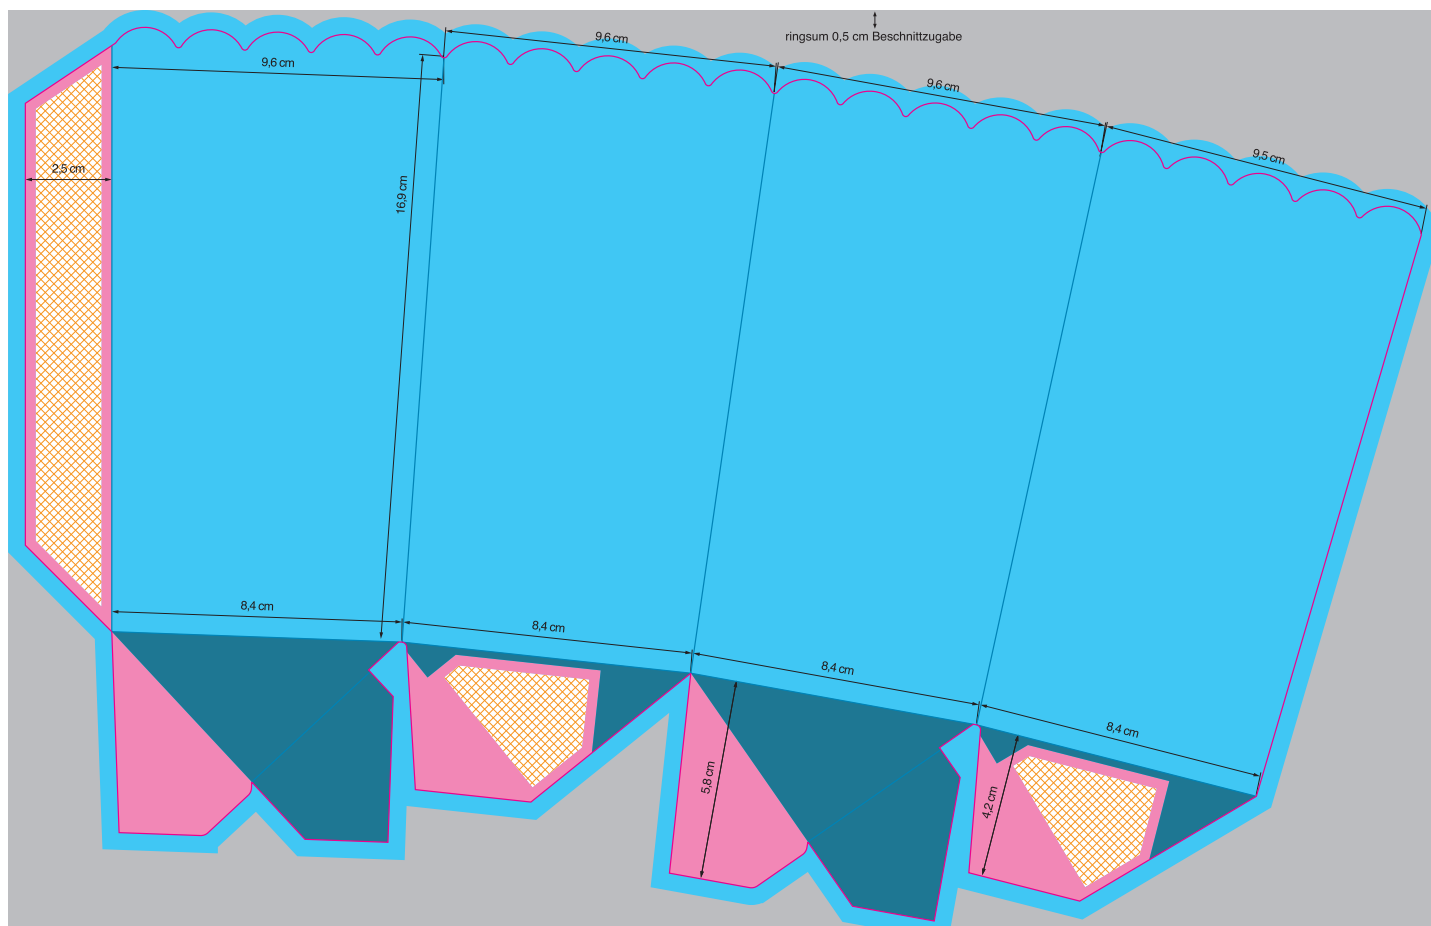 ringsum 0,5 cm Beschnittzugabe
9,6 cm
9,6 cm
9,6 cm
9,5 cm
2,5 cm
16,9 cm
8,4 cm
8,4 cm
8,4 cm
8,4 cm
5,8 cm
4,2 cm